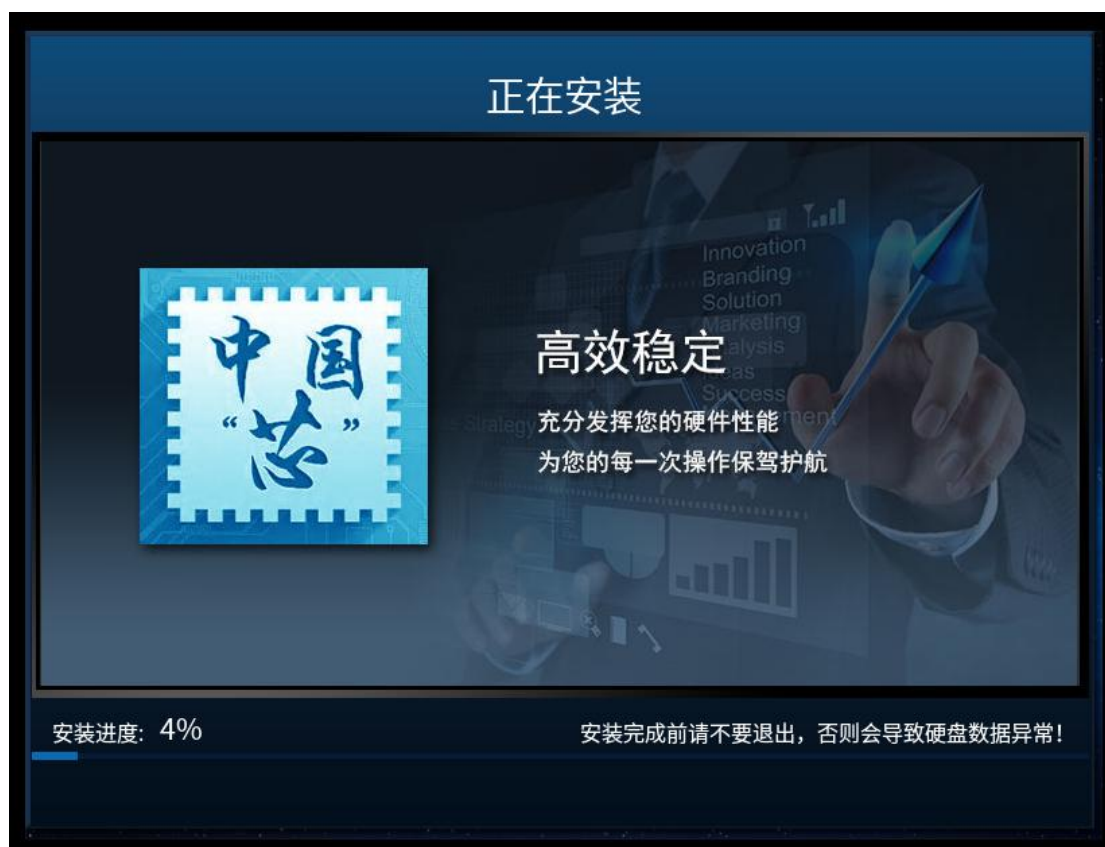 正在安装
Innovation
Branding
Solution
Marketing
Success
Strategy
中国
“芯”
高效稳定
充分发挥您的硬件性能
为您的每一次操作保驾护航
安装进度: 4%
安装完成前请不要退出，否则会导致硬盘数据异常!